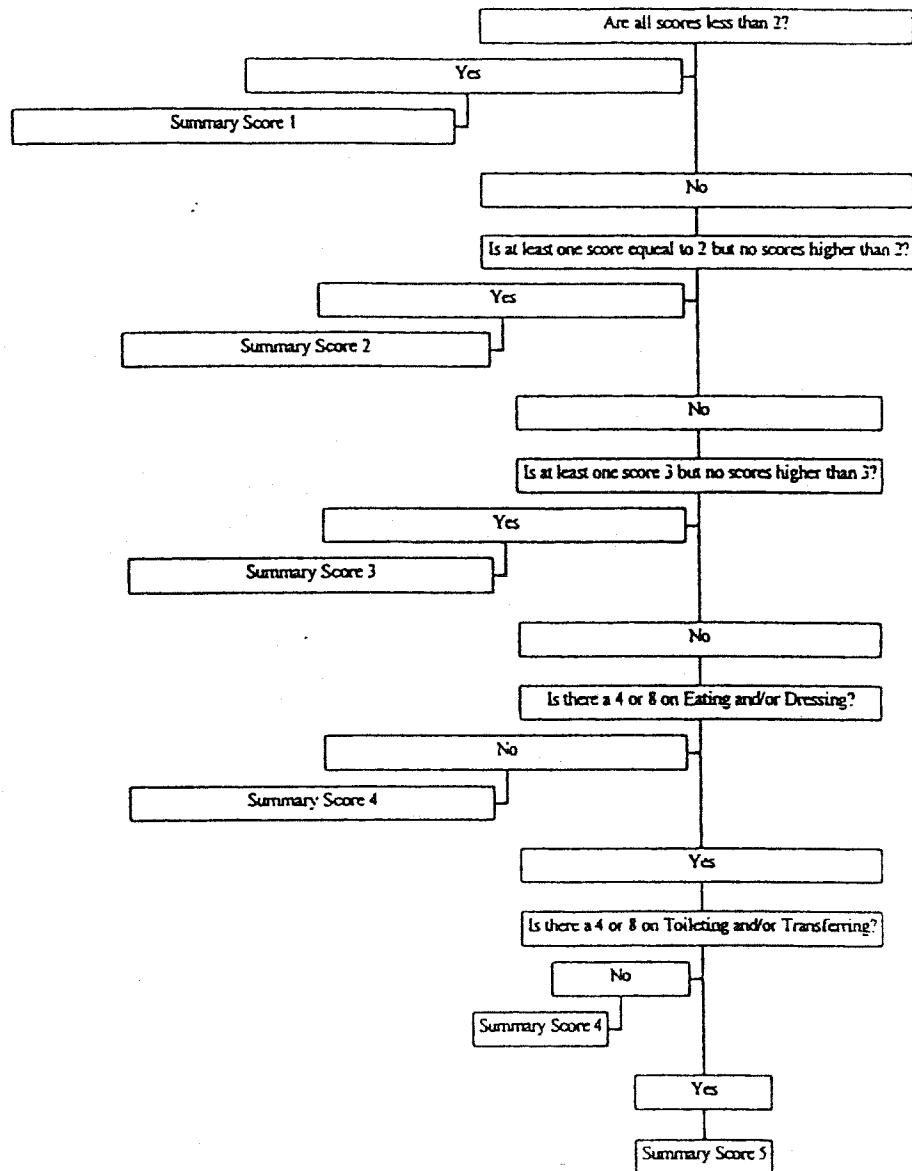 Are all scores less than 2?
Yes
Summary Score 1
No
Is at least one score equeal to 2 but no scores higher than 2?
Yes
Summary Score 2
No
Is at least one score 3 but no scores higher than 3?
Yes
Summary Score 3
No
Is there a 4 or 8 on Eating and/or Dressing?
No
Summary Score 4
Yes
Is there a 4 or 8 on Toileting and/or Transferring?
No
Summary Score 4
Yes
Summary Score 5